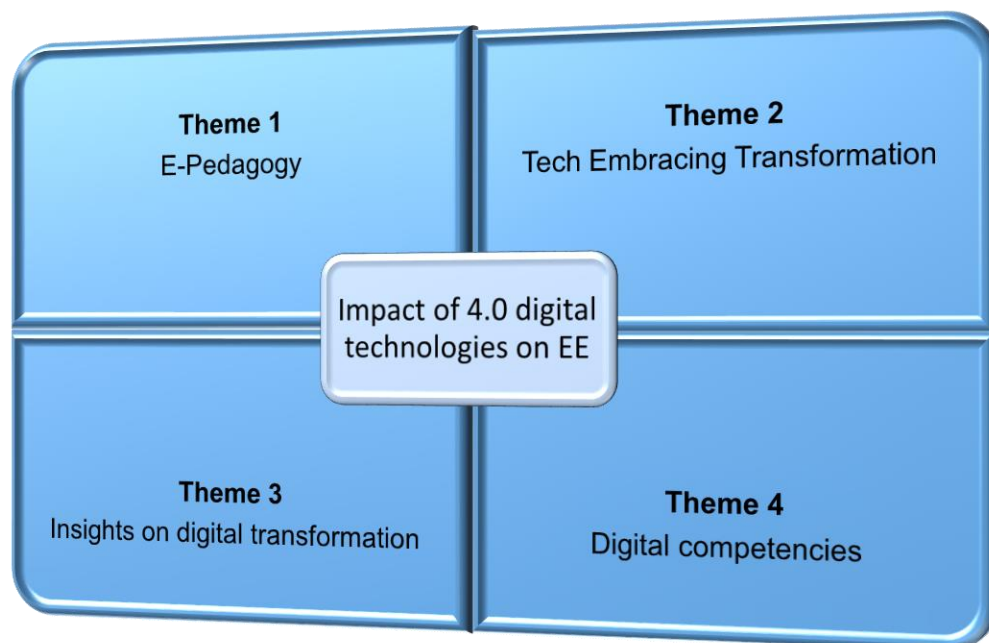 Theme 1
E-Pedagogy
Theme 2
Tech Embracing Transformation
Impact of 4.0 digital
technologies on EE
Theme 3
Insights on digital transformation
Theme 4
Digital competencies